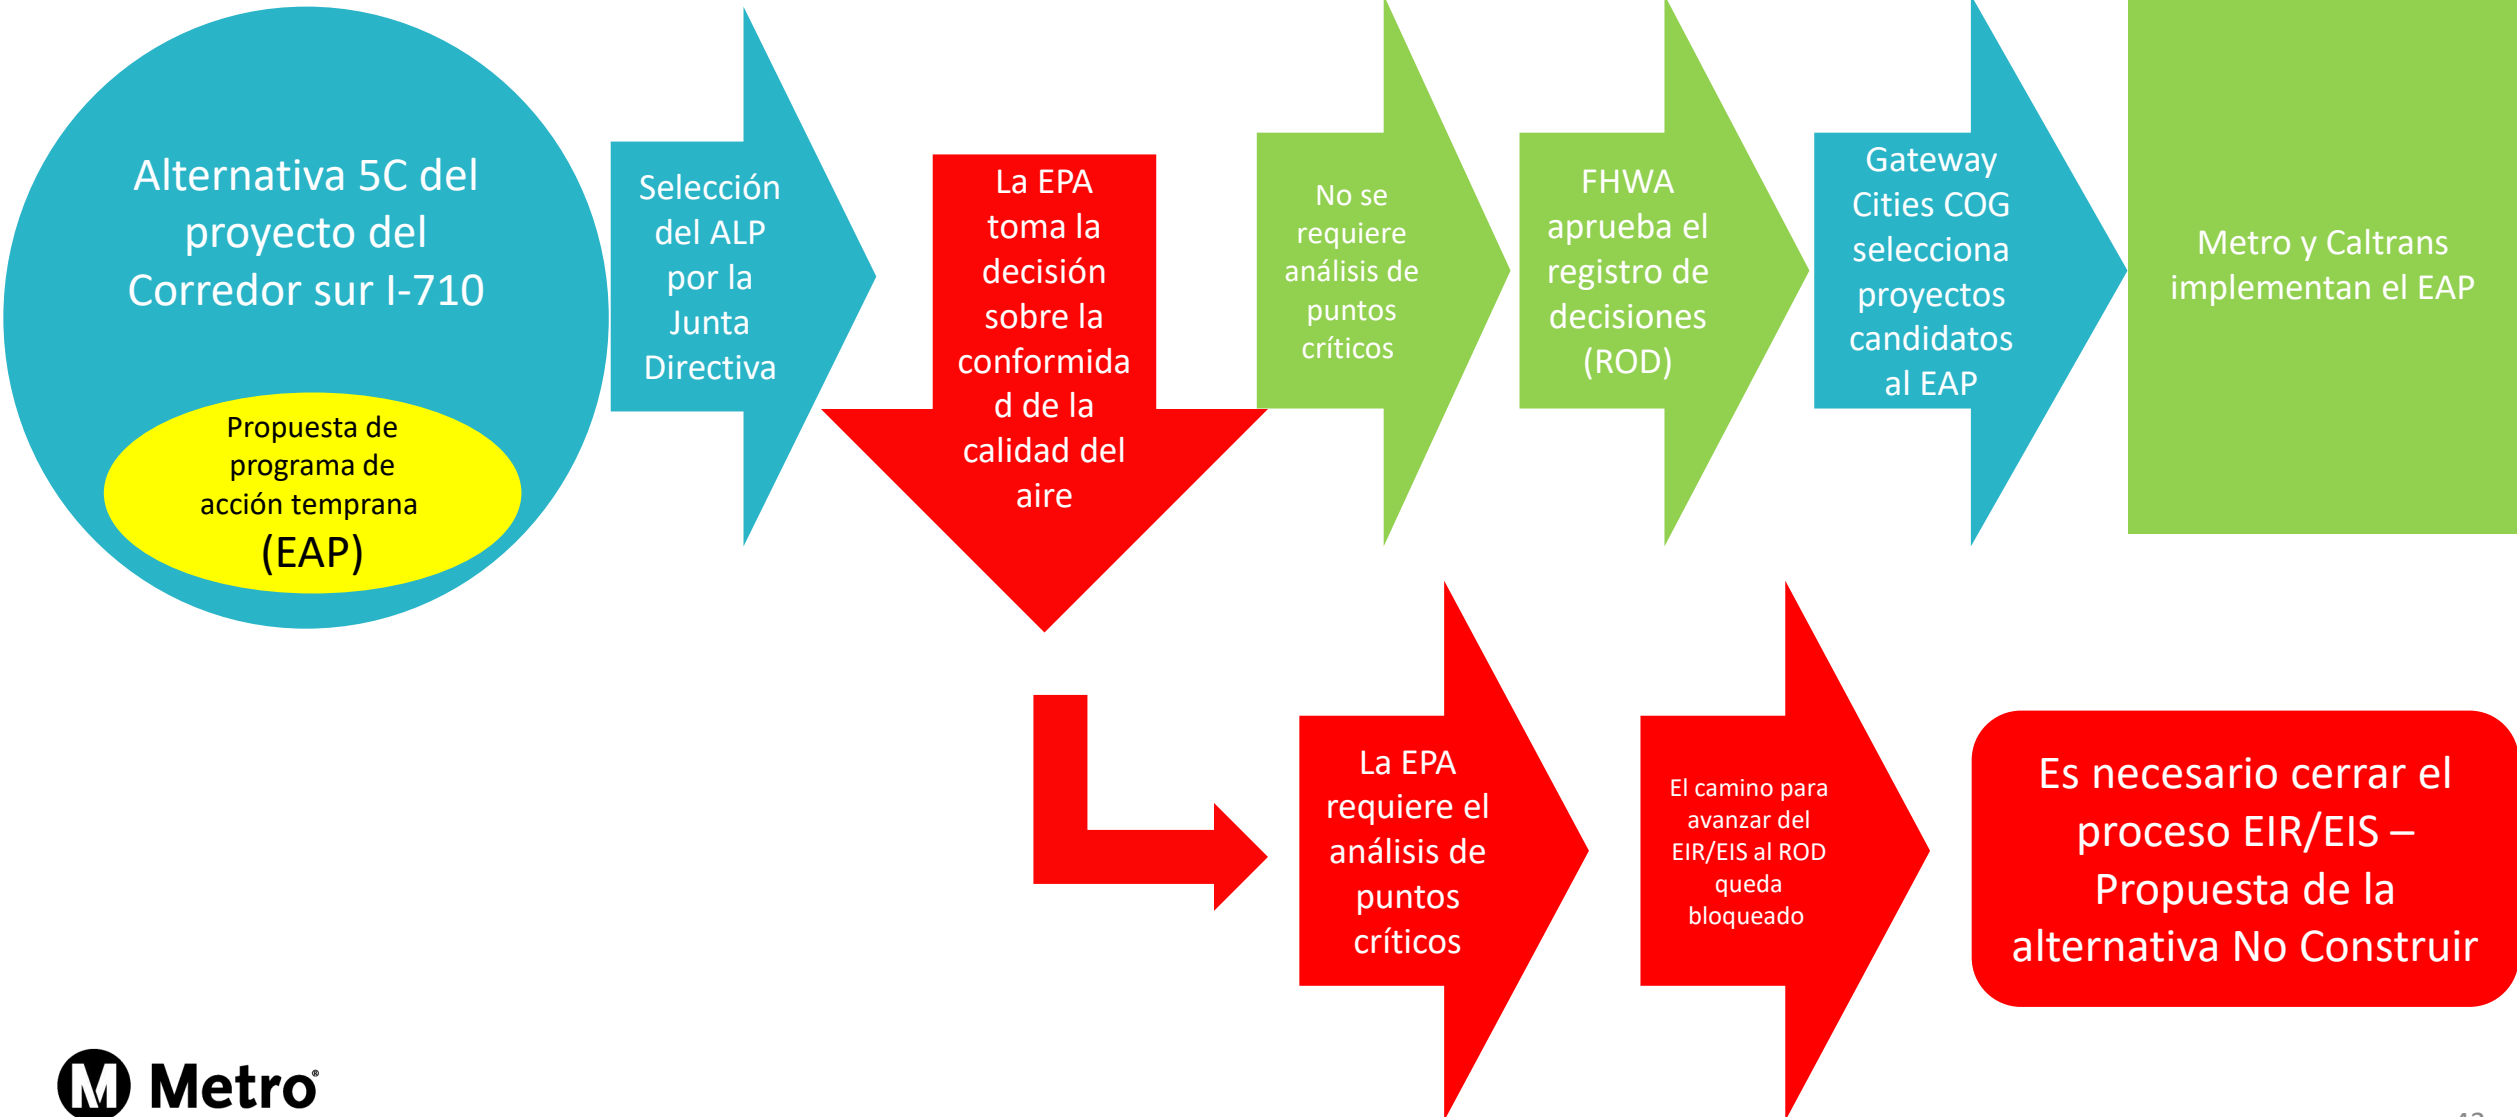 Alternativa 5C del
proyecto del
Corredor sur I-710
Propuesta de
programa de
acción temprana
(EAP)
Selección
del ALP
por la
Junta
Directiva
La EPA
toma la
decisión
sobre la
conformida
d de la
calidad del
aire
No se
requiere
análisis de
puntos
críticos
FHWA
aprueba el
registro de
decisiones
(ROD)
Gateway
Cities COG
selecciona
proyectos
candidatos
al EAP
Metro y Caltrans
implementan el EAP
La EPA
requiere el
análisis de
puntos
críticos
El camino para
avanzar del
EIR/EIS al ROD
queda
bloqueado
Es necesario cerrar el
proceso EIR/EIS –
Propuesta de la
alternativa No Construir
M Metro®